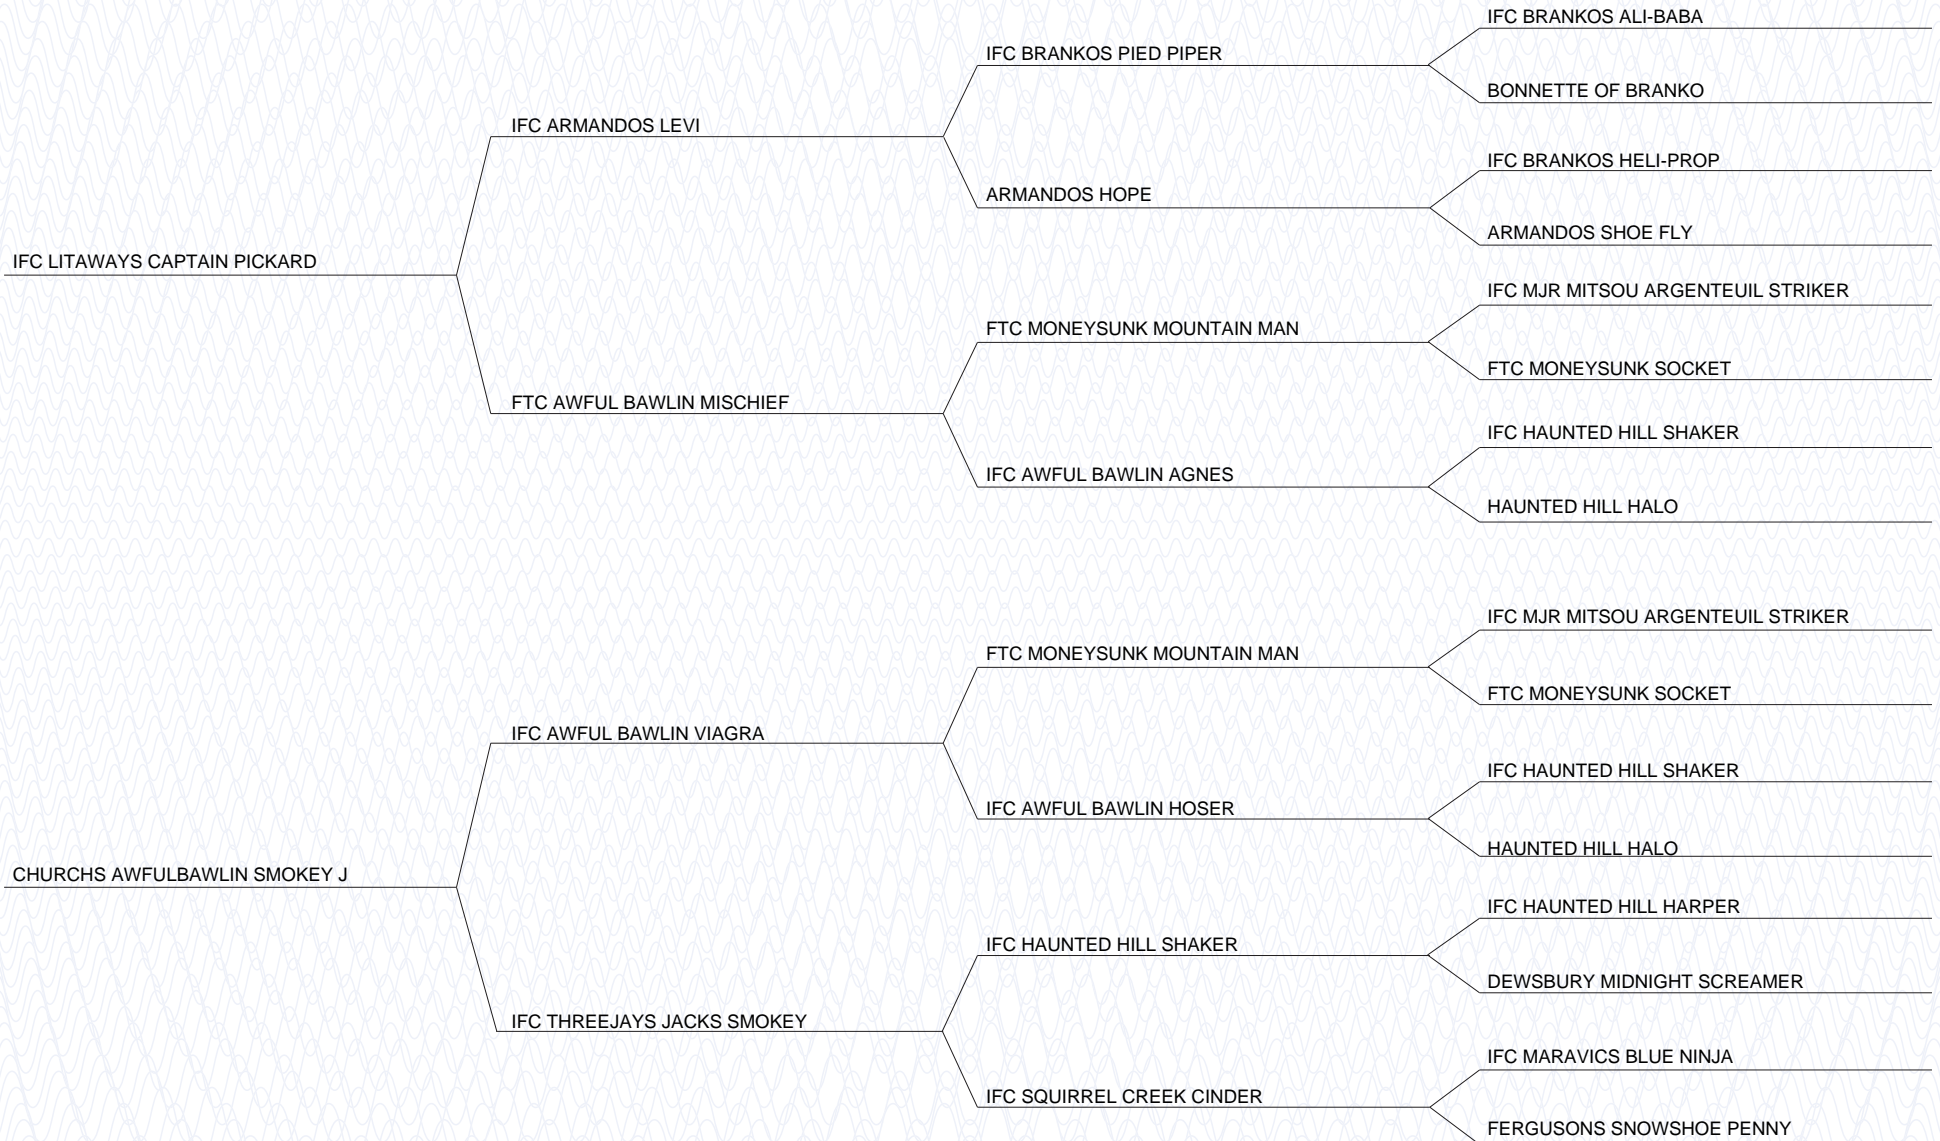 IFC BRANKOS ALI-BABA
IFC BRANKOS PIED PIPER
BONNETTE OF BRANKO
IFC ARMANDOS LEVI
IFC BRANKOS HELI-PROP
ARMANDOS HOPE
ARMANDOS SHOE FLY
IFC LITAWAYS CAPTAIN PICKARD
IFC MJR MITSOU ARGENTEUIL STRIKER
FTC MONEYSUNK MOUNTAIN MAN
FTC MONEYSUNK SOCKET
FTC AWFUL BAWLIN MISCHIEF
IFC HAUNTED HILL SHAKER
IFC AWFUL BAWLIN AGNES
HAUNTED HILL HALO
IFC MJR MITSOU ARGENTEUIL STRIKER
FTC MONEYSUNK MOUNTAIN MAN
FTC MONEYSUNK SOCKET
IFC AWFUL BAWLIN VIAGRA
IFC HAUNTED HILL SHAKER
IFC AWFUL BAWLIN HOSER
HAUNTED HILL HALO
CHURCHS AWFULBAWLIN SMOKEY J
IFC HAUNTED HILL HARPER
IFC HAUNTED HILL SHAKER
DEWSBURY MIDNIGHT SCREAMER
IFC THREEJAYS JACKS SMOKEY
IFC MARAVICS BLUE NINJA
IFC SQUIRREL CREEK CINDER
FERGUSONS SNOWSHOE PENNY